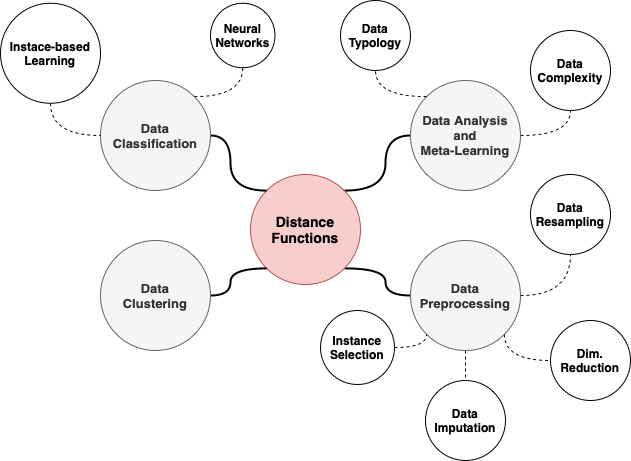 Instace-based
Learning
Neural
Networks
Data
Typology
Data
Complexity
Data
Classification
Data Analysis
and
Meta-Learning
Distance
Functions
Data
Resampling
Data
Clustering
Data
Preprocessing
Instance
Selection
Dim.
Reduction
Data
Imputation